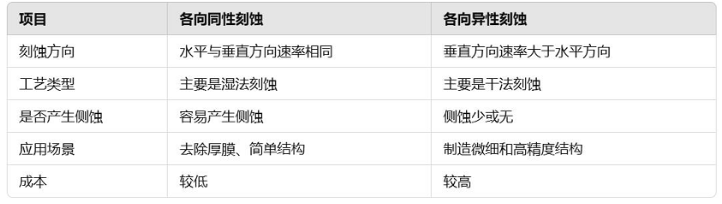 项目 各向同性刻蚀 各向异性刻蚀
刻蚀方向 水平与垂直方向速率相同 垂直方向速率大于水平方向
工艺类型 主要是湿法刻蚀 主要是干法刻蚀
是否产生侧蚀 容易产生侧蚀 侧蚀少或无
应用场景 去除厚膜、简单结构 制造微细和高精度结构
成本 较低 较高